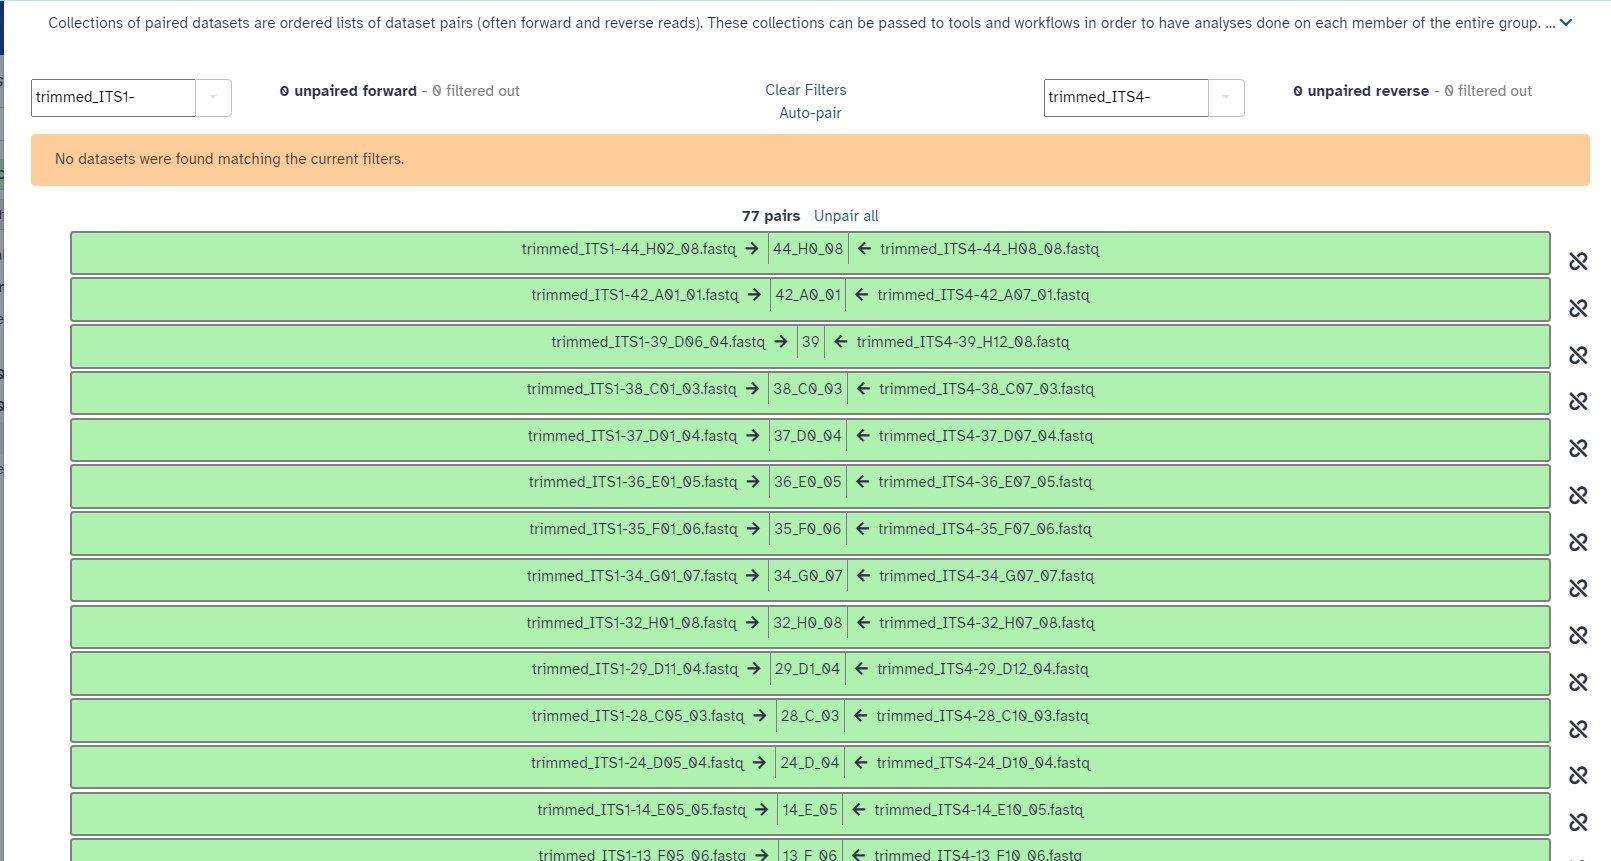 Collections of paired datasets are ordered lists of dataset pairs (often forward and reverse reads). These collections can be passed to tools and workflows in order to have analyses done on each member of the entire group. ...
trimmed_ITS1- 0 unpaired forward - 0 filtered out Clear Filters trimmed_ITS4- 0 unpaired reverse - 0 filtered out
Auto-pair
No datasets were found matching the current filters.
77 pairs Unpair all
trimmed_ITS1-44_H02_08.fastq → 44_H0_08 ← trimmed_ITS4-44_H08_08.fastq
trimmed_ITS1-42_A01_01.fastq → 42_A0_01 ← trimmed_ITS4-42_A07_01.fastq
trimmed_ITS1-39_D06_04.fastq → 39 ← trimmed_ITS4-39_H12_08.fastq
trimmed_ITS1-38_C01_03.fastq → 38_C0_03 ← trimmed_ITS4-38_C07_03.fastq
trimmed_ITS1-37_D01_04.fastq → 37_D0_04 ← trimmed_ITS4-37_D07_04.fastq
trimmed_ITS1-36_E01_05.fastq → 36_E0_05 ← trimmed_ITS4-36_E07_05.fastq
trimmed_ITS1-35_F01_06.fastq → 35_F0_06 ← trimmed_ITS4-35_F07_06.fastq
trimmed_ITS1-34_G01_07.fastq → 34_G0_07 ← trimmed_ITS4-34_G07_07.fastq
trimmed_ITS1-32_H01_08.fastq → 32_H0_08 ← trimmed_ITS4-32_H07_08.fastq
trimmed_ITS1-29_D11_04.fastq → 29_D1_04 ← trimmed_ITS4-29_D12_04.fastq
trimmed_ITS1-28_C05_03.fastq → 28_C_03 ← trimmed_ITS4-28_C10_03.fastq
trimmed_ITS1-24_D05_04.fastq → 24_D_04 ← trimmed_ITS4-24_D10_04.fastq
trimmed_ITS1-14_E05_05.fastq → 14_E_05 ← trimmed_ITS4-14_E10_05.fastq
trimmed_ITS1-13_F05_06.fastq → 13_F_06 ← trimmed_ITS4-13_F10_06.fastq